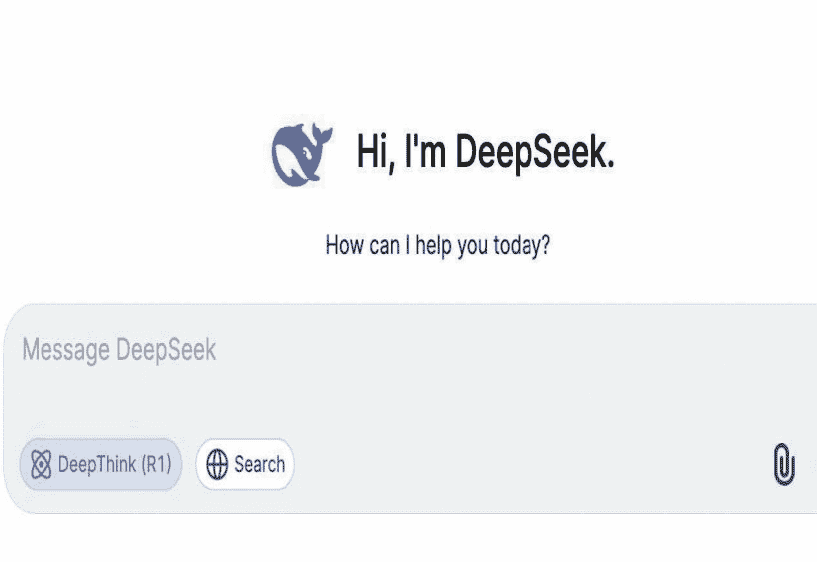 Hi, I'm DeepSeek.
How can I help you today?
Message DeepSeek
DeepThink (R1) Search